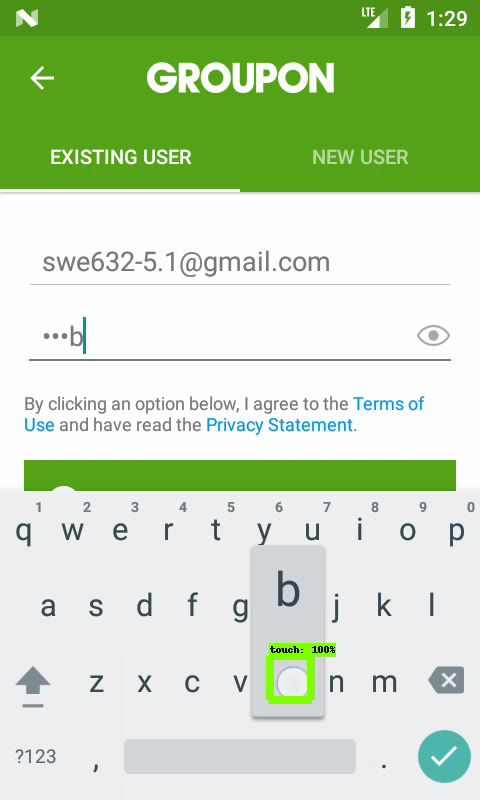 LTE 1:29
GROUPON
EXISTING USER NEW USER
swe632-5.1@gmail.com
•••b
By clicking an option below, I agree to the Terms of
Use and have read the Privacy Statement.
1 2 3 4 5 6 7 8 9 0
q w e r t y u i o p
b
a s d f g j k l
touch: 100%
z x c v n m
?123 , .